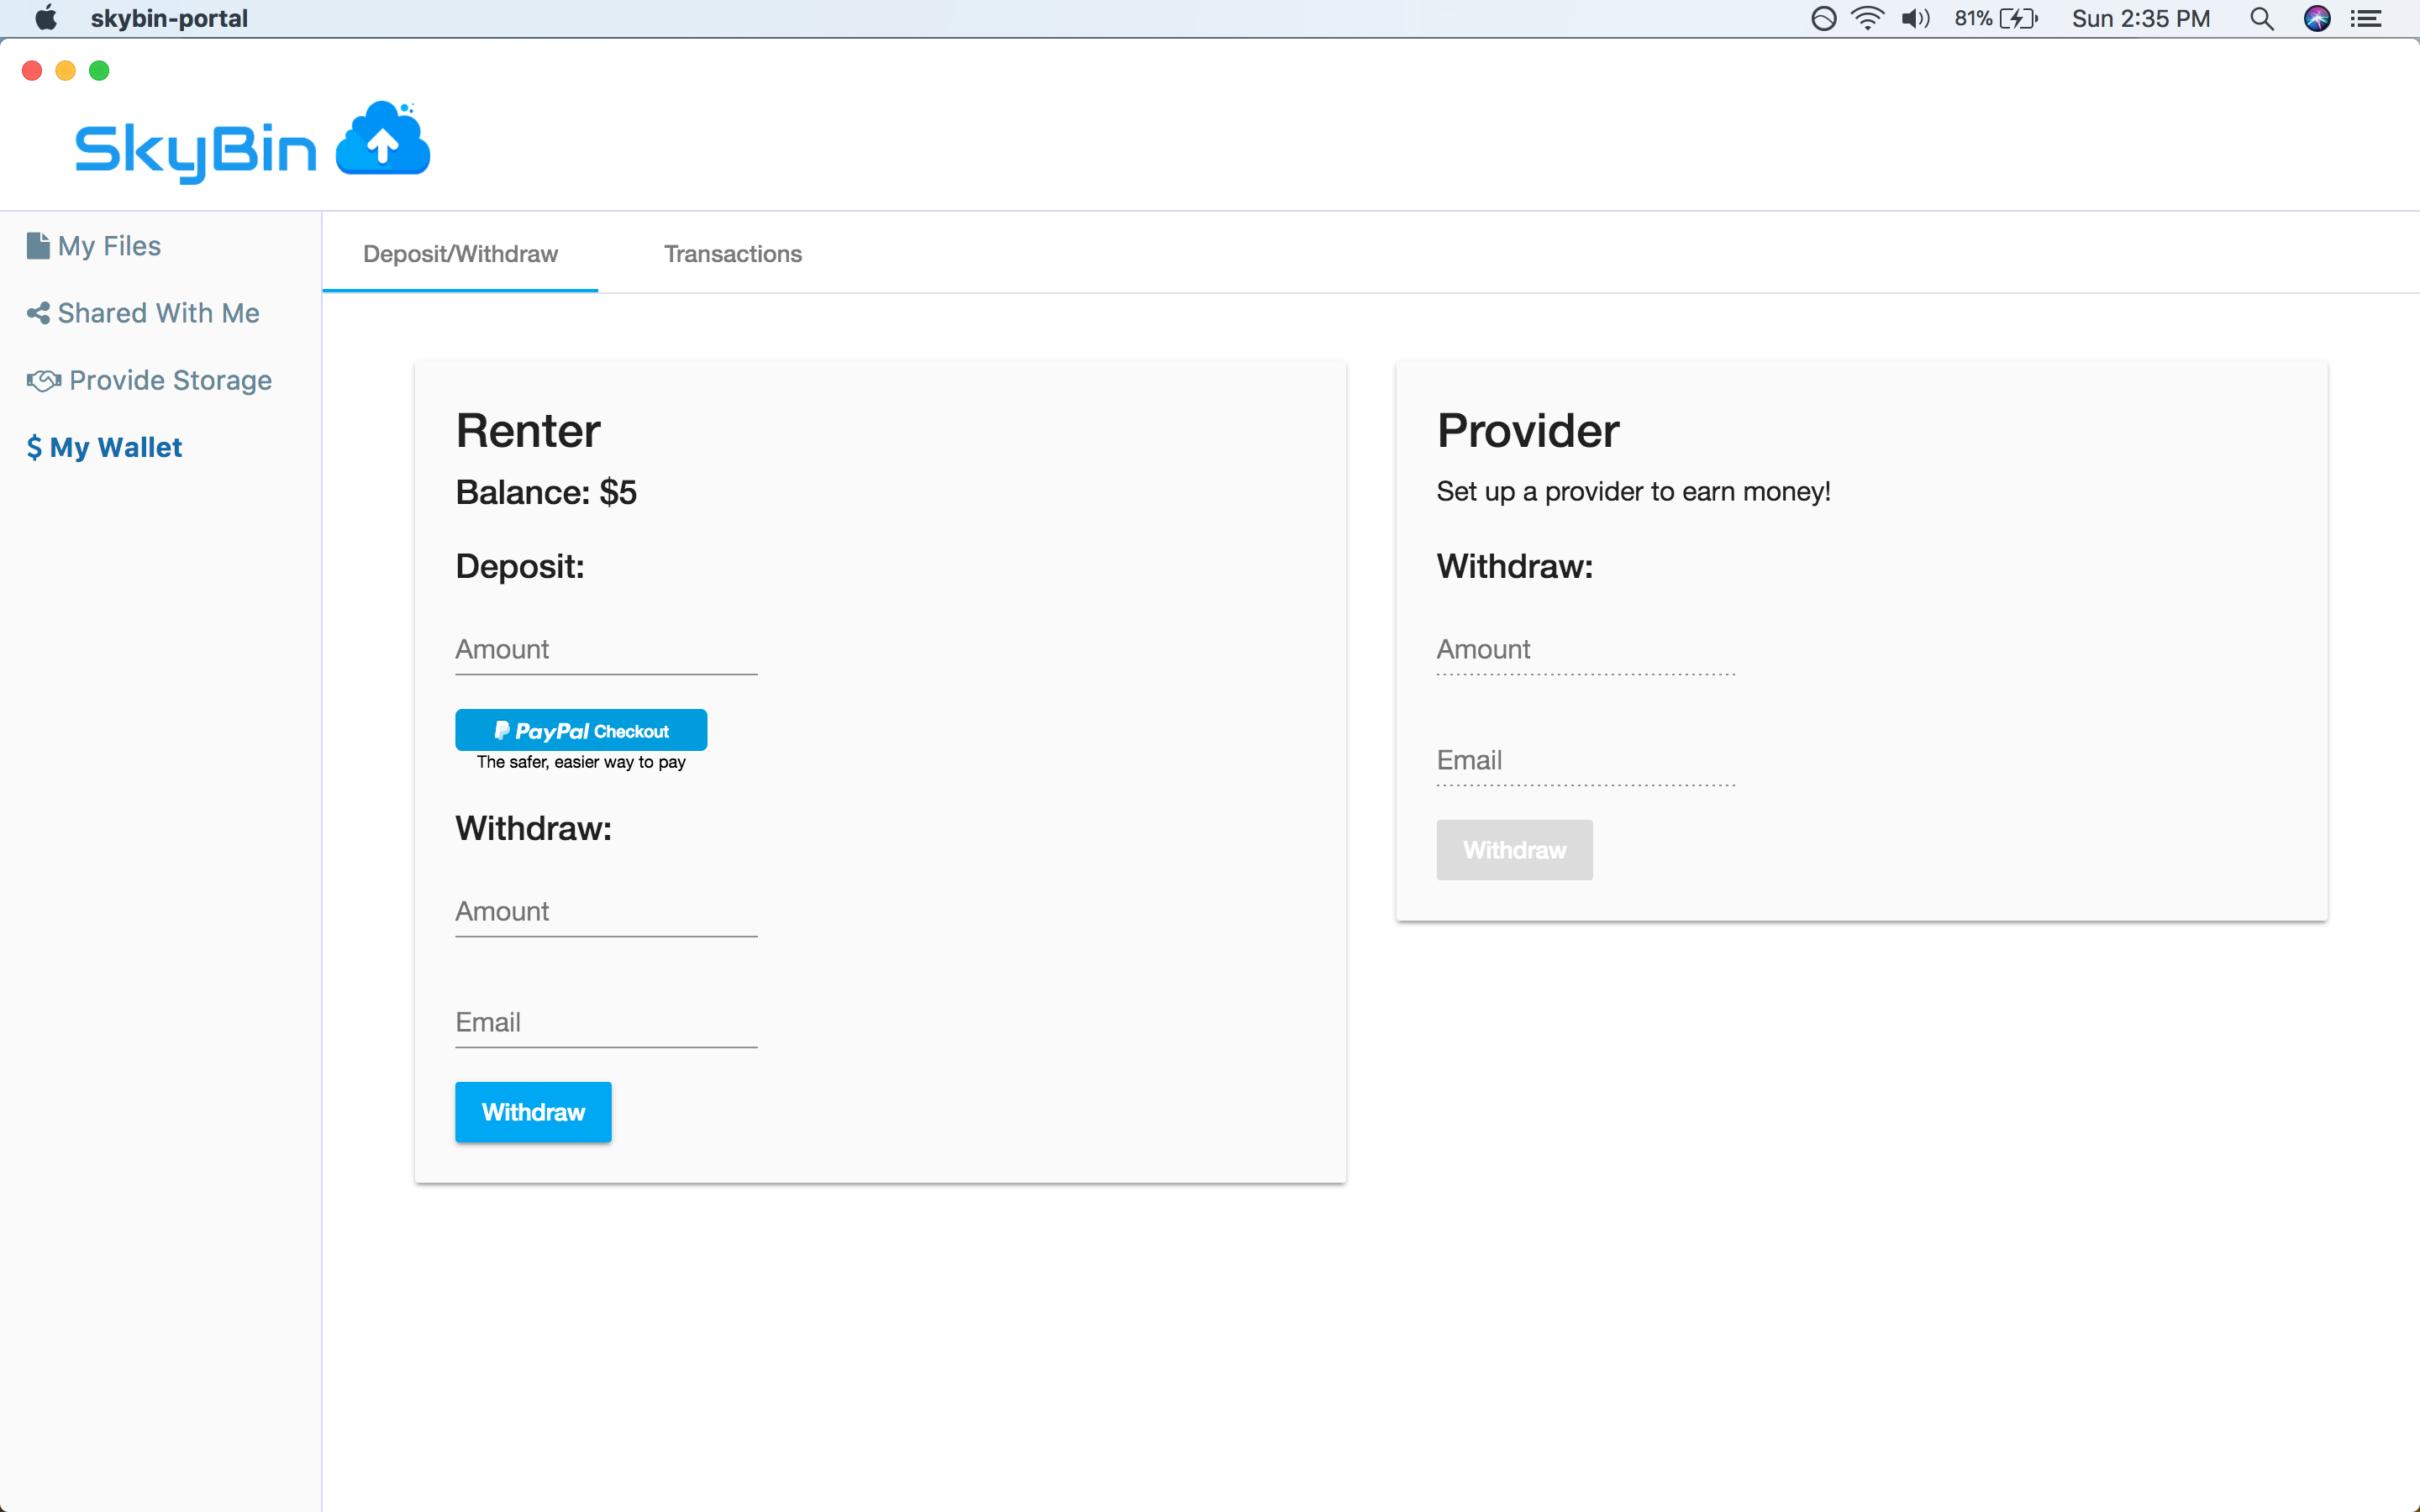 skybin-portal
81%
Sun 2:35 PM
SkyBin
My Files
Shared With Me
Provide Storage
$ My Wallet
Deposit/Withdraw
Transactions
Renter
Balance: $5
Deposit:
Amount
PayPal Checkout
The safer, easier way to pay
Withdraw:
Amount
Email
Withdraw
Provider
Set up a provider to earn money!
Withdraw:
Amount
Email
Withdraw